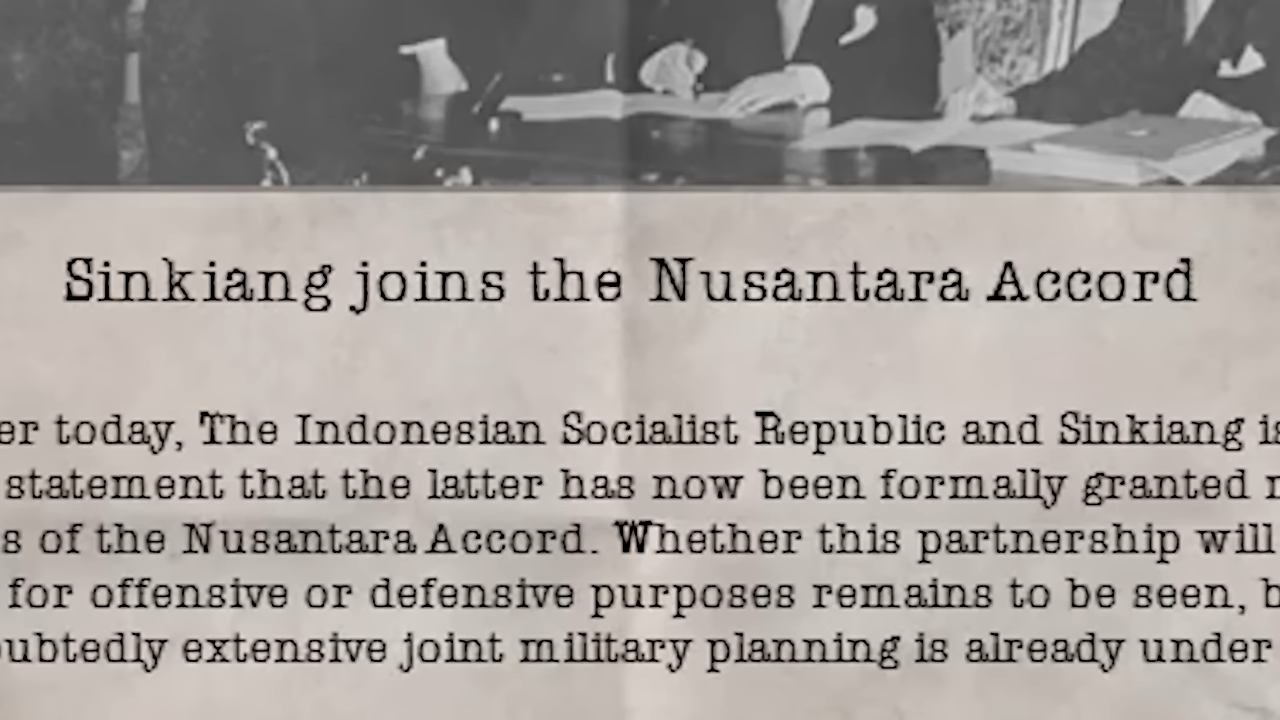 Sinkiang joins the Nusantara Accord
er today, The Indonesian Socialist Republic and Sinkiang is
statement that the latter has now been formally granted
s of the Nusantara Accord. Whether this partnership will
for offensive or defensive purposes remains to be seen, b
oubtedly extensive joint military planning is already under